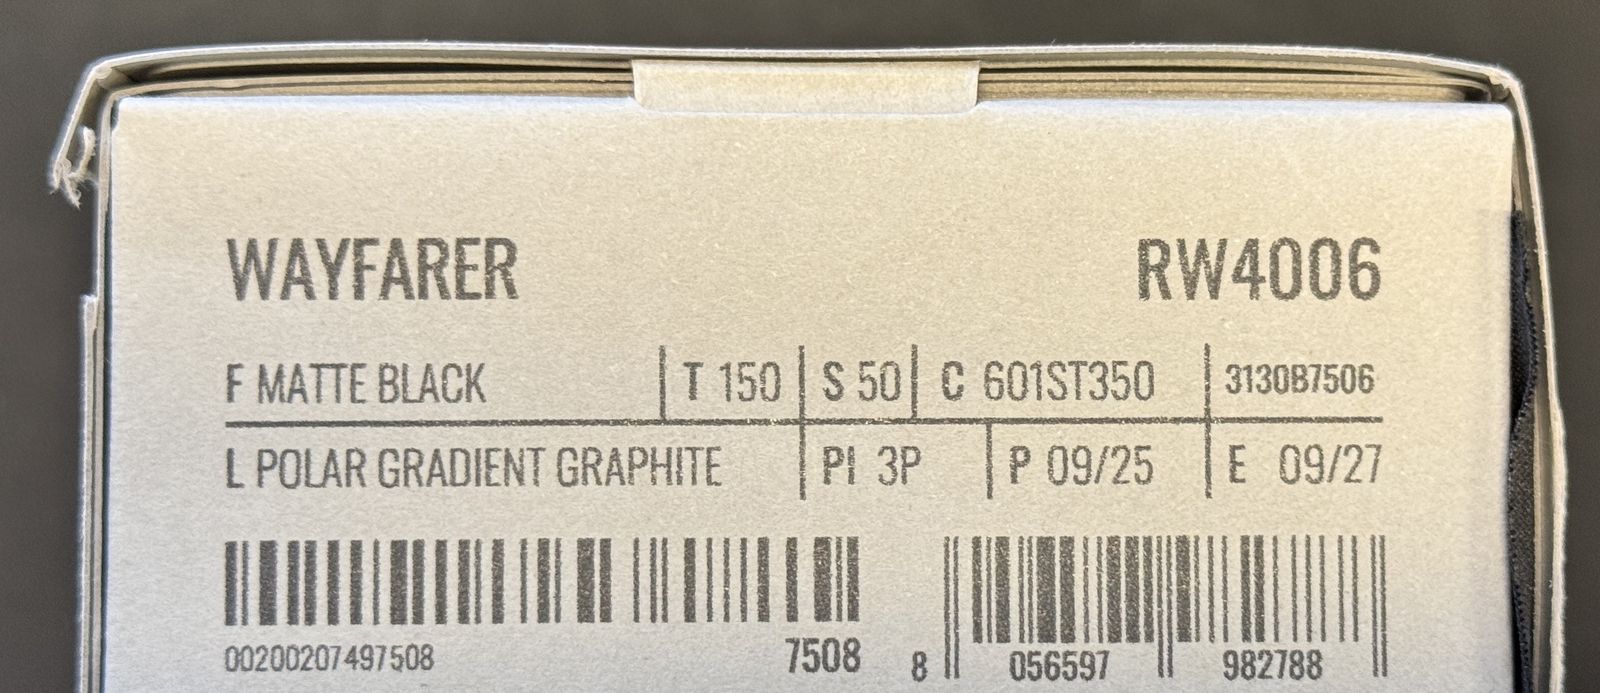 WAYFARER RW4006
F MATTE BLACK T 150 S 50 C 601ST350 3130B7506
L POLAR GRADIENT GRAPHITE PI 3P P 09/25 E 09/27
00200207497508 7508 8 056597 982788